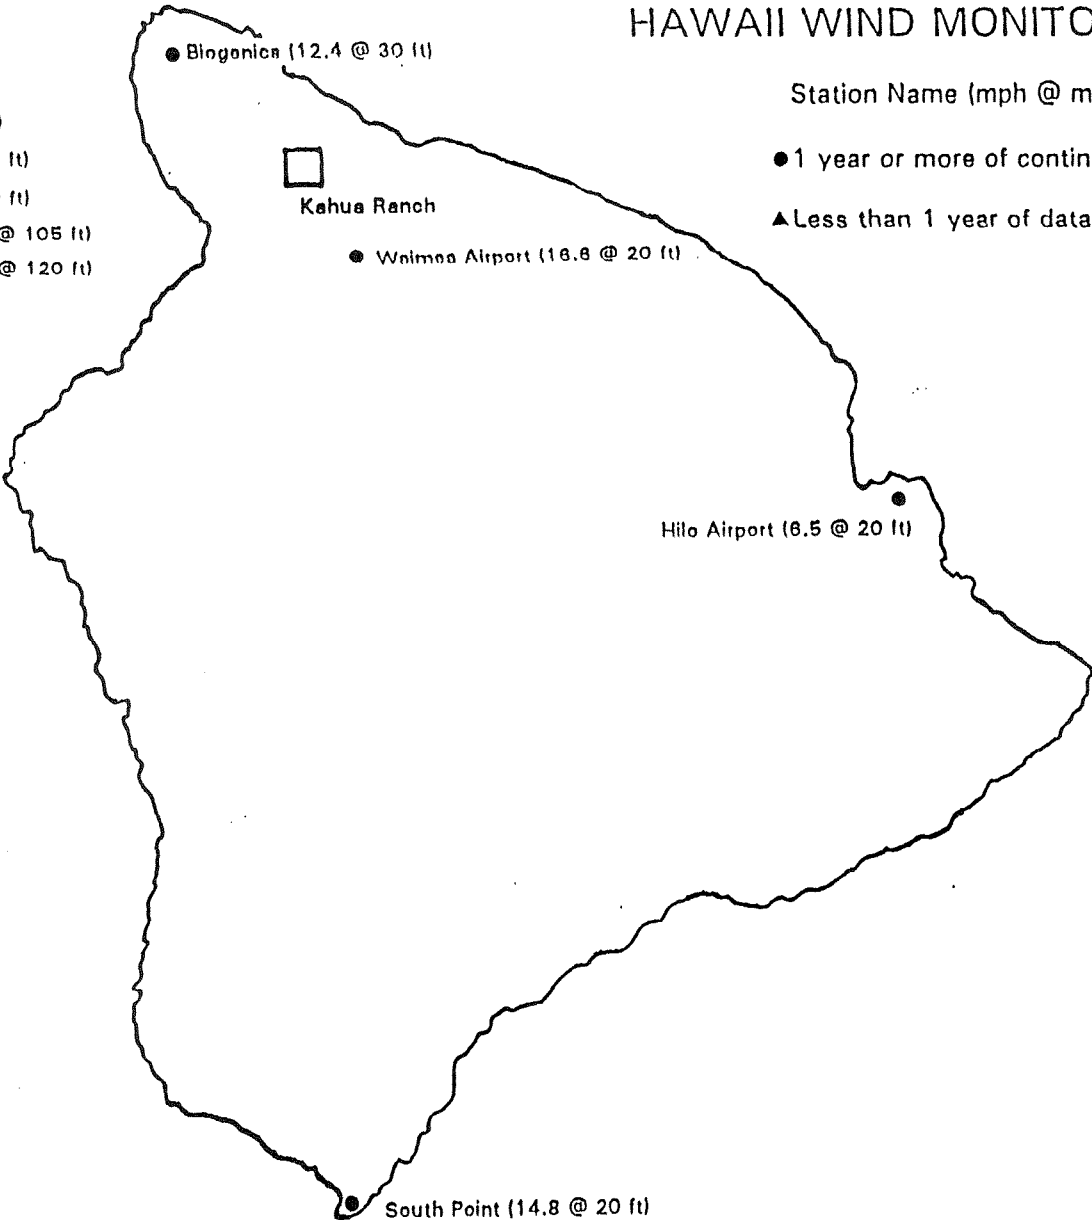 HAWAII WIND MONITO
Station Name (mph @ m
● 1 year or more of contin
▲ Less than 1 year of data
Biogenics (12.4 @ 30 ft)
)
ft)
ft)
@ 105 ft)
@ 120 ft)
Kahua Ranch
Waimea Airport (16.6 @ 20 ft)
Hilo Airport (6.5 @ 20 ft)
South Point (14.8 @ 20 ft)